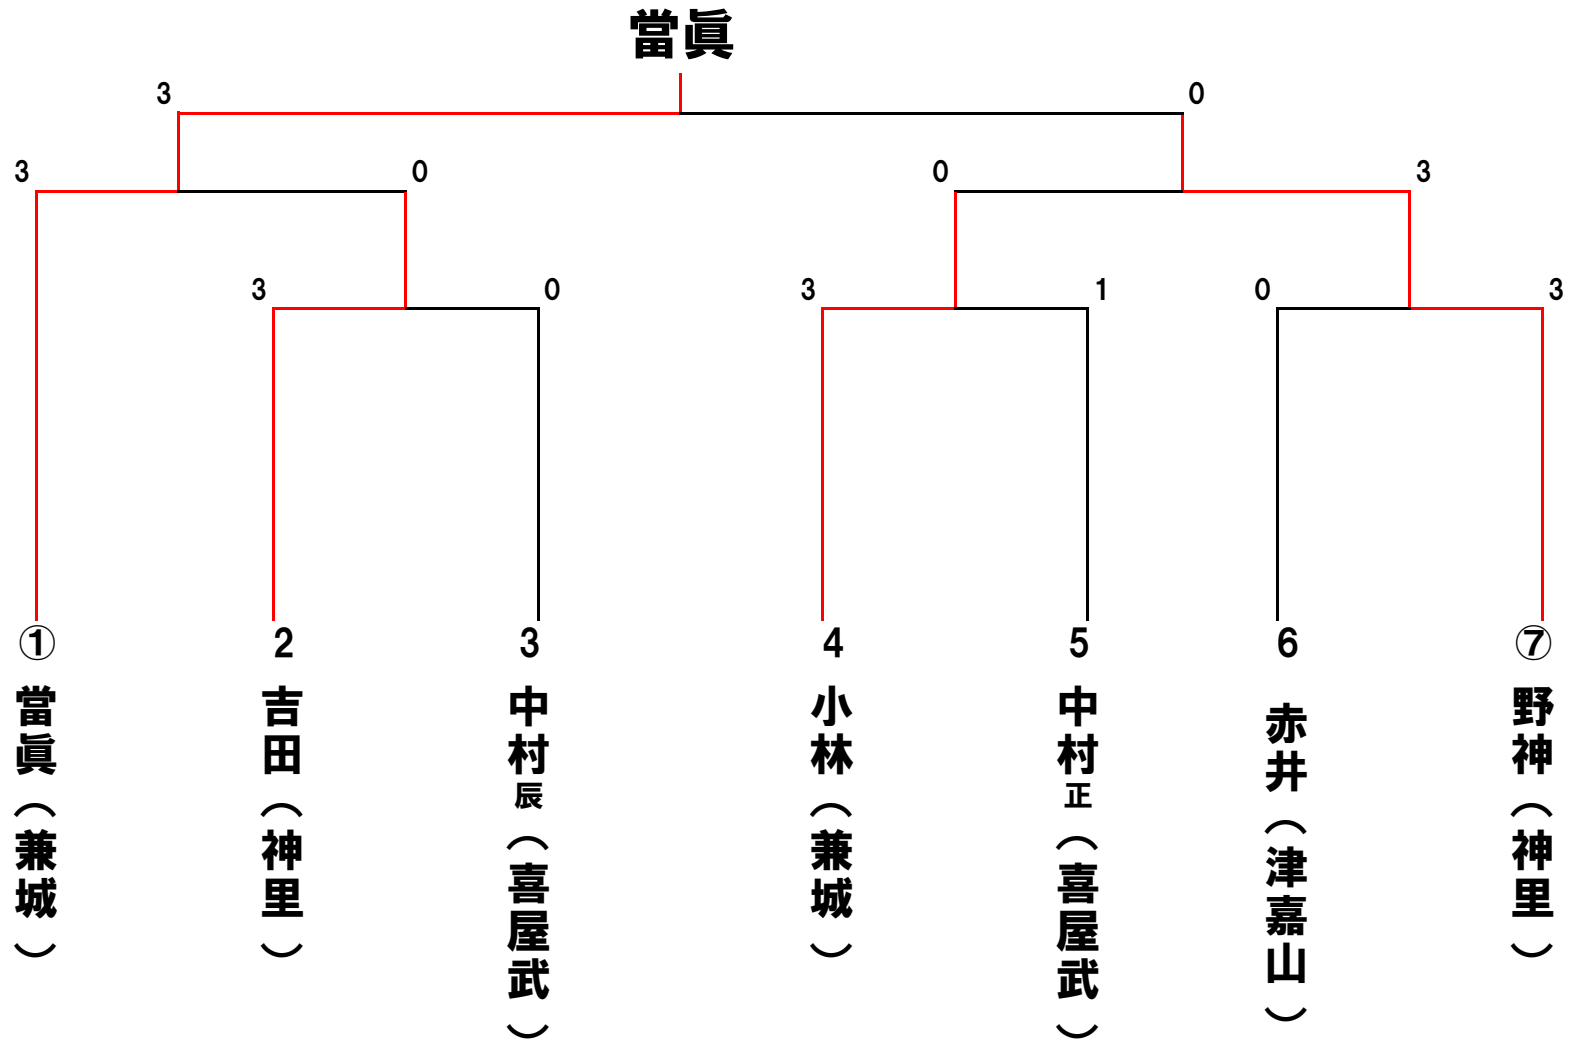 當眞
3 0
3 0 0 3
3 0 3 1 0 3
① 2 3 4 5 6 ⑦
當眞（兼城）
吉田（神里）
中村辰（喜屋武）
小林（兼城）
中村正（喜屋武）
赤井（津嘉山）
野神（神里）